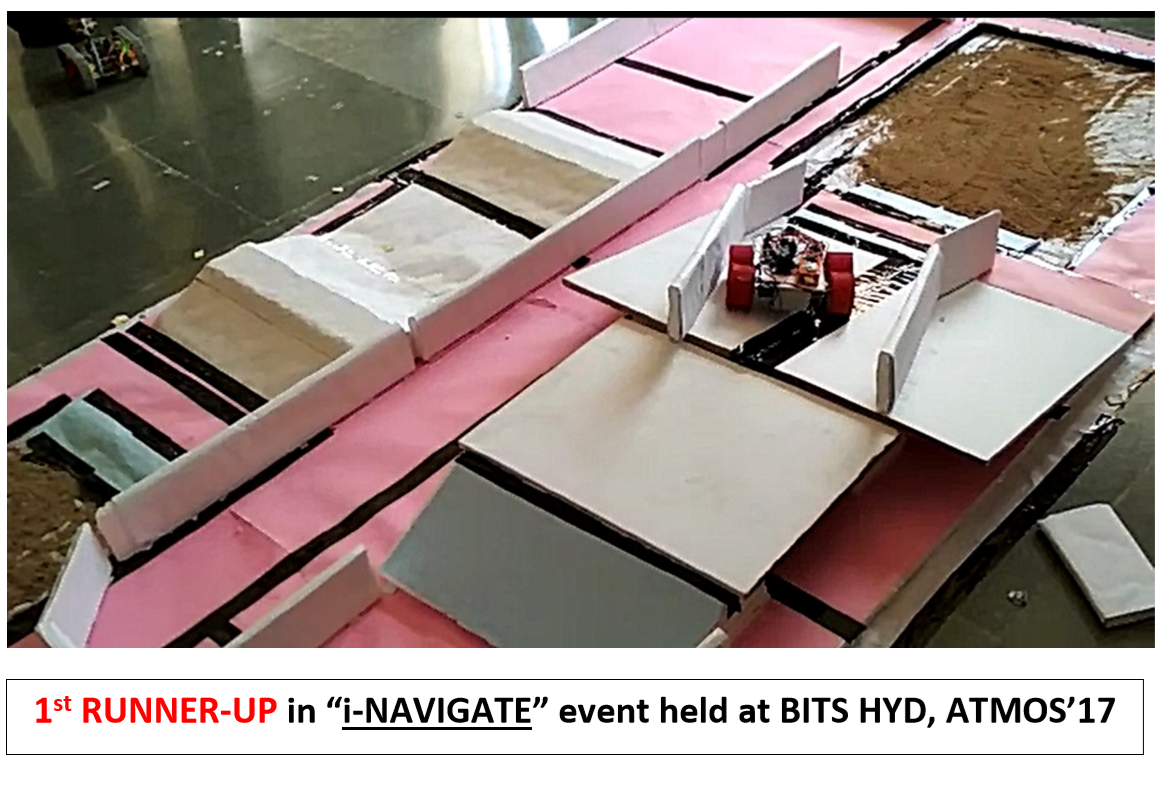 1st RUNNER-UP in “i-NAVIGATE” event held at BITS HYD, ATMOS’17